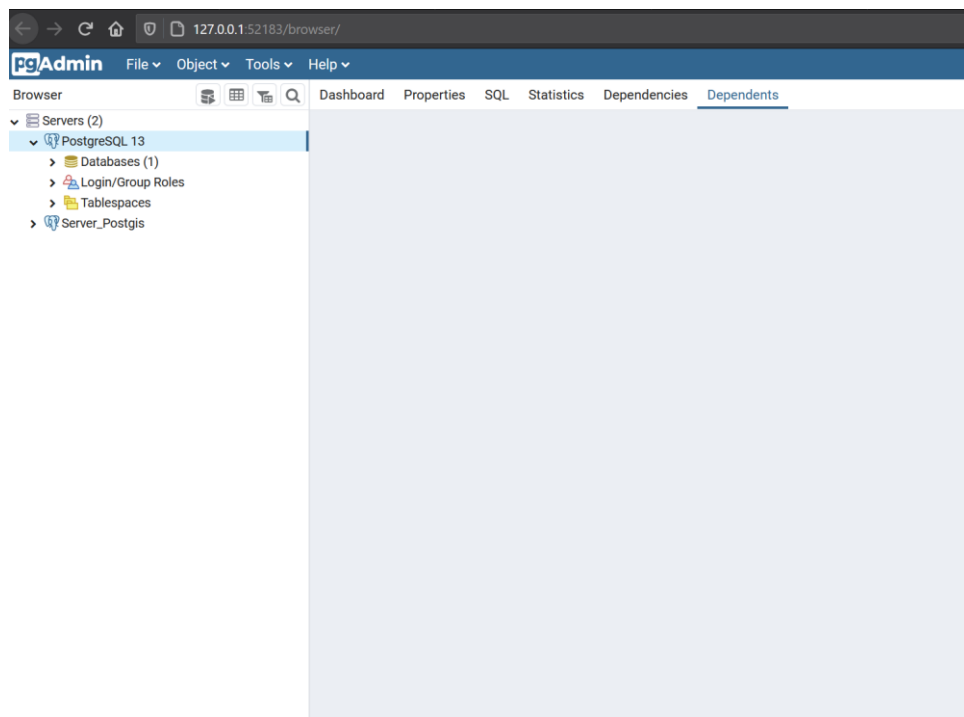 127.0.0.1:52183/browser/
pgAdmin File Object Tools Help
Browser Dashboard Properties SQL Statistics Dependencies Dependents
Servers (2)
PostgreSQL 13
Databases (1)
Login/Group Roles
Tablespaces
Server_Postgis